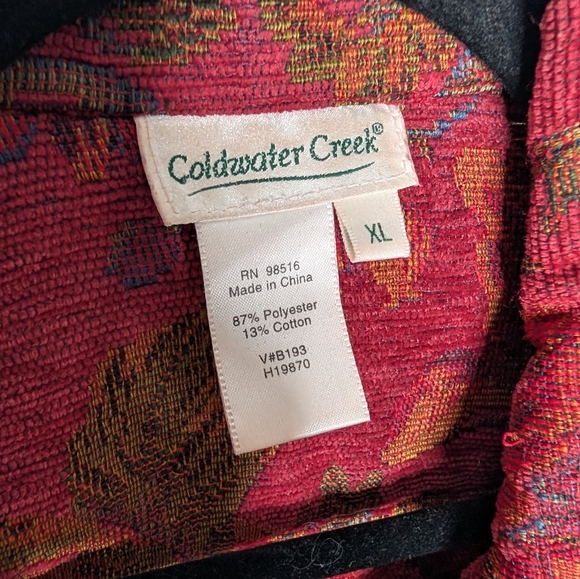 Coldwater Creek®
XL
RN 98516
Made in China
87% Polyester
13% Cotton
V#B193
H19870